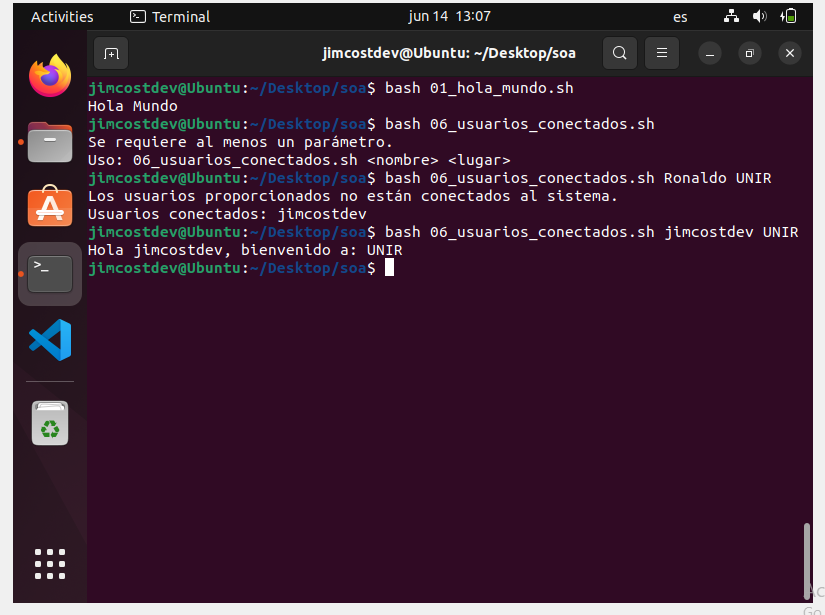 Activities Terminal jun 14 13:07 es
jimcostdev@Ubuntu: ~/Desktop/soa
jimcostdev@Ubuntu:~/Desktop/soa$ bash 01_hola_mundo.sh
Hola Mundo
jimcostdev@Ubuntu:~/Desktop/soa$ bash 06_usuarios_conectados.sh
Se requiere al menos un parámetro.
Uso: 06_usuarios_conectados.sh <nombre> <lugar>
jimcostdev@Ubuntu:~/Desktop/soa$ bash 06_usuarios_conectados.sh Ronaldo UNIR
Los usuarios proporcionados no están conectados al sistema.
Usuarios conectados: jimcostdev
jimcostdev@Ubuntu:~/Desktop/soa$ bash 06_usuarios_conectados.sh jimcostdev UNIR
Hola jimcostdev, bienvenido a: UNIR
jimcostdev@Ubuntu:~/Desktop/soa$